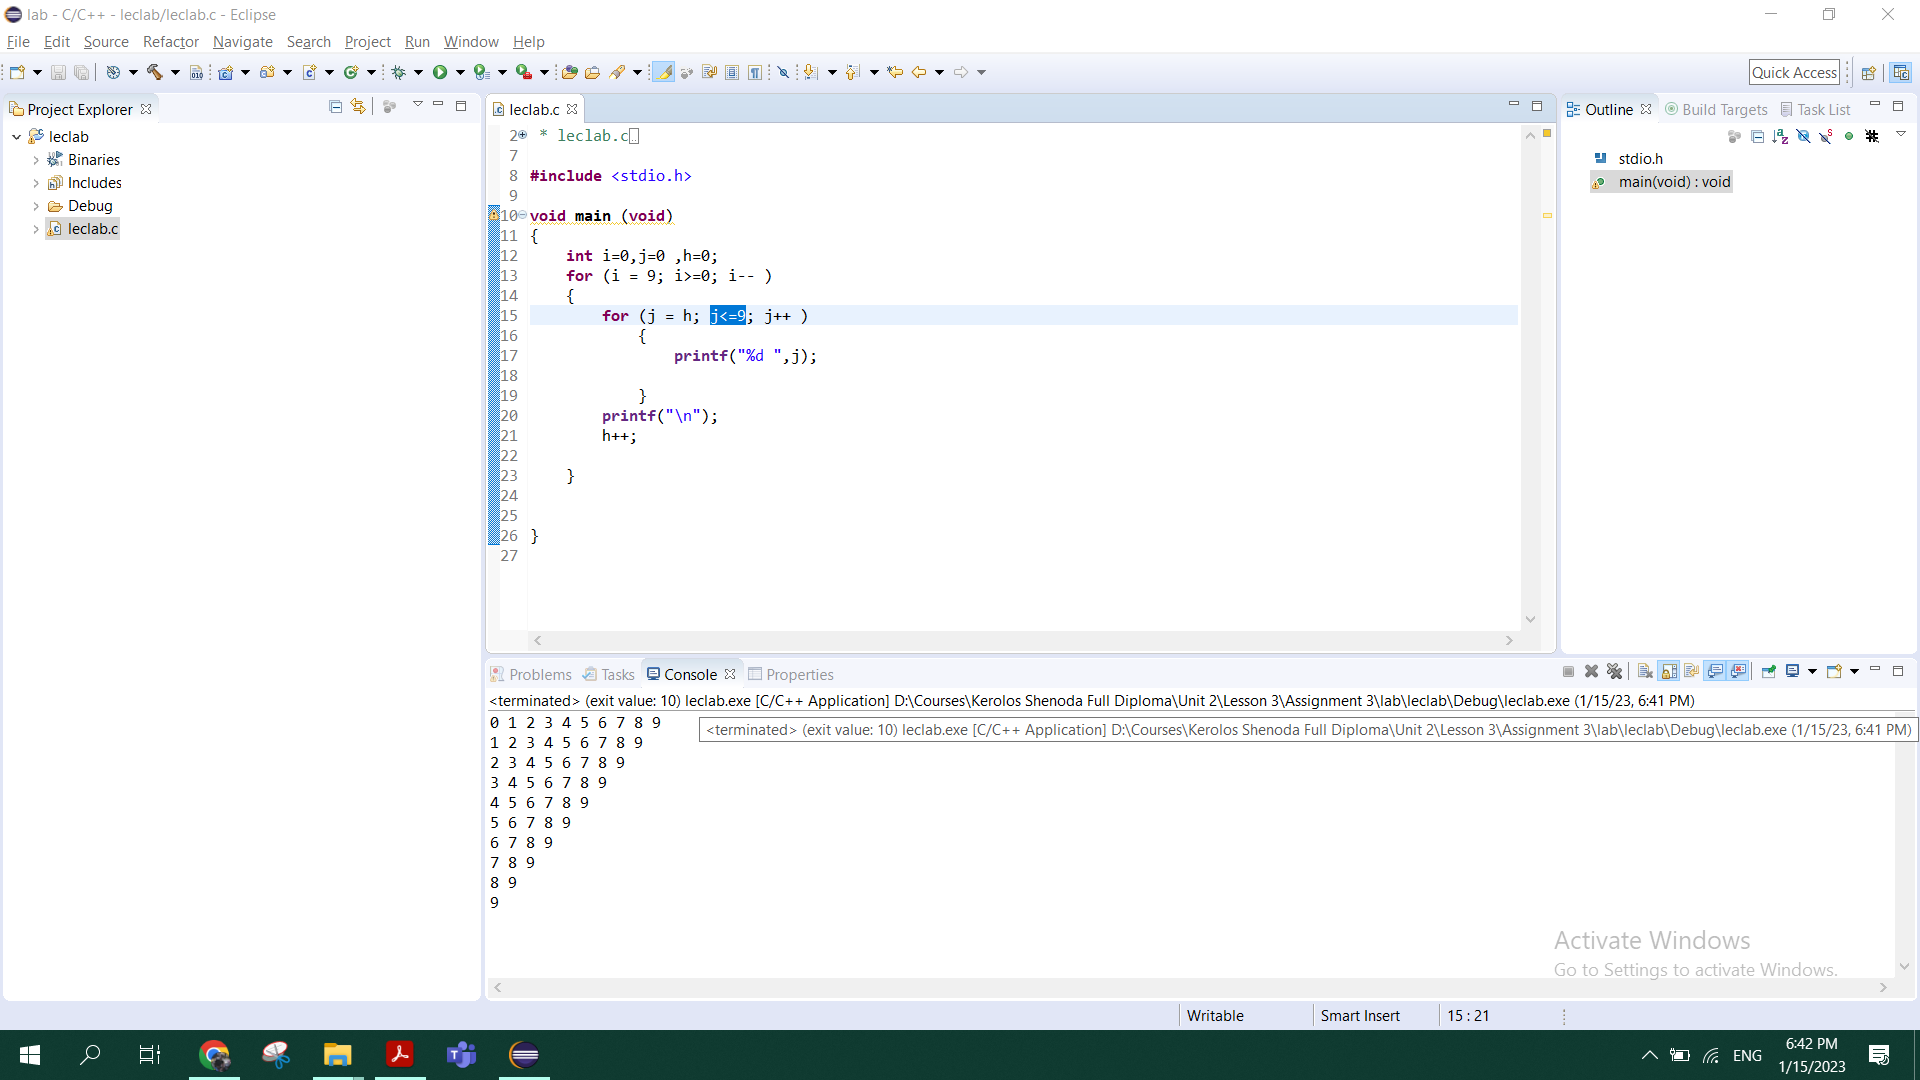 lab - C/C++ - leclab/leclab.c - Eclipse
File Edit Source Refactor Navigate Search Project Run Window Help
Quick Access
Project Explorer
leclab
Binaries
Includes
Debug
leclab.c
leclab.c
2 * leclab.c
7
8 #include <stdio.h>
9
10 void main (void)
11 {
12 int i=0,j=0 ,h=0;
13 for (i = 9; i>=0; i-- )
14 {
15 for (j = h; j<=9; j++ )
16 {
17 printf("%d ",j);
18
19 }
20 printf("\n");
21 h++;
22
23 }
24
25
26 }
27
Outline Build Targets Task List
stdio.h
main(void) : void
Problems Tasks Console Properties
<terminated> (exit value: 10) leclab.exe [C/C++ Application] D:\Courses\Kerolos Shenoda Full Diploma\Unit 2\Lesson 3\Assignment 3\lab\leclab\Debug\leclab.exe (1/15/23, 6:41 PM)
0 1 2 3 4 5 6 7 8 9
<terminated> (exit value: 10) leclab.exe [C/C++ Application] D:\Courses\Kerolos Shenoda Full Diploma\Unit 2\Lesson 3\Assignment 3\lab\leclab\Debug\leclab.exe (1/15/23, 6:41 PM)
1 2 3 4 5 6 7 8 9
2 3 4 5 6 7 8 9
3 4 5 6 7 8 9
4 5 6 7 8 9
5 6 7 8 9
6 7 8 9
7 8 9
8 9
9
Activate Windows
Go to Settings to activate Windows.
Writable Smart Insert 15 : 21
ENG
6:42 PM
1/15/2023